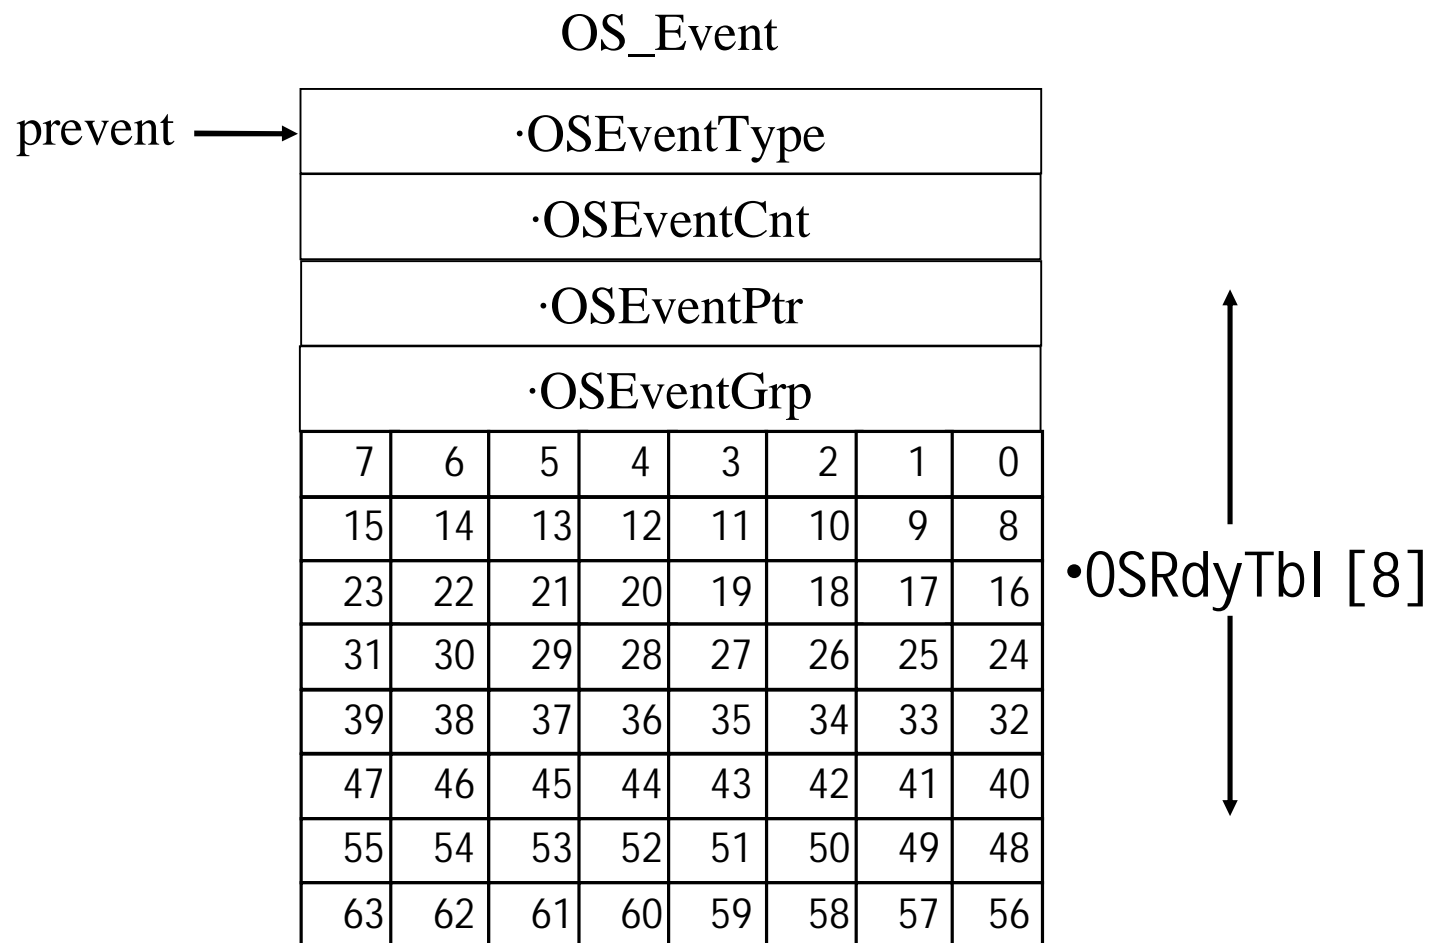 OS_Event
prevent
·OSEventType
·OSEventCnt
·OSEventPtr
·OSEventGrp
7 6 5 4 3 2 1 0
15 14 13 12 11 10 9 8
23 22 21 20 19 18 17 16
•OSRdyTbl [8]
31 30 29 28 27 26 25 24
39 38 37 36 35 34 33 32
47 46 45 44 43 42 41 40
55 54 53 52 51 50 49 48
63 62 61 60 59 58 57 56